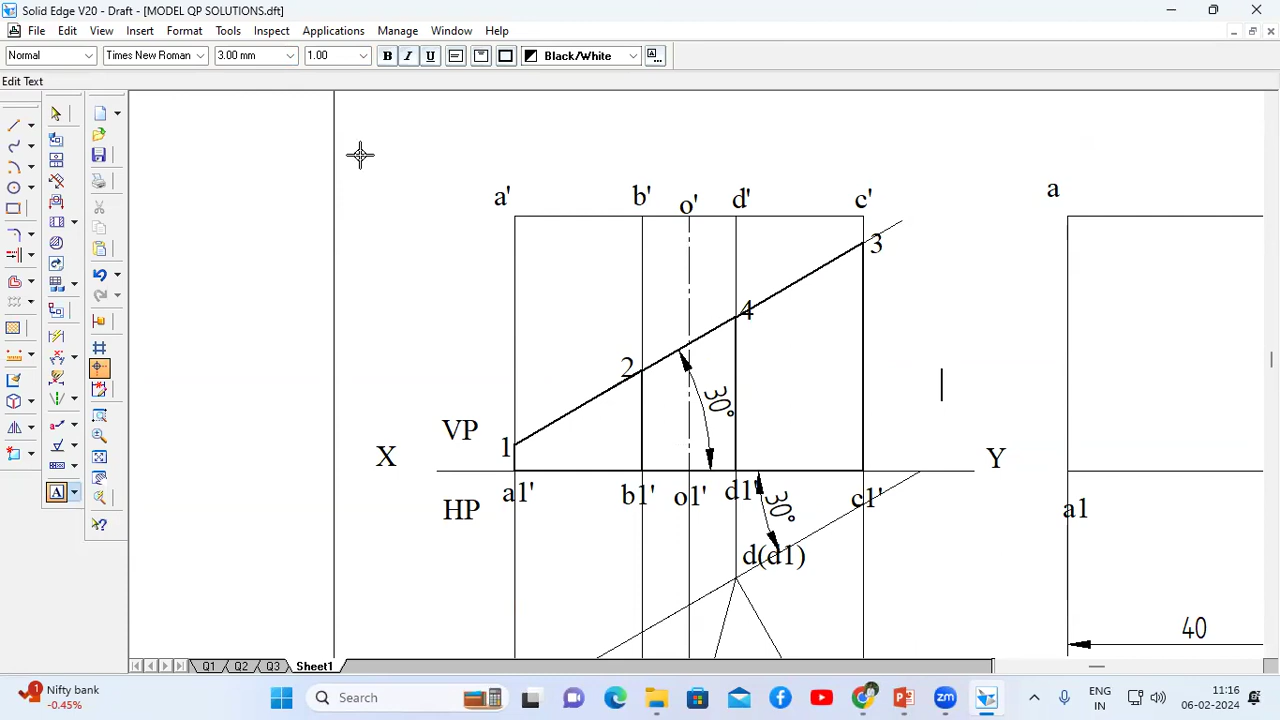 Solid Edge V20 - Draft - [MODEL QP SOLUTIONS.dft]
File Edit View Insert Format Tools Inspect Applications Manage Window Help
Normal Times New Roman 3.00 mm 1.00 B I U Black/White A
Edit Text
a' b' o' d' c' a
3
4
2
30°
VP
1
X Y
a1' b1' o1' d1' c1' a1
HP
30°
d(d1)
40
A
Q1 Q2 Q3 Sheet1
1 Nifty bank
-0.45%
Search
zm
ENG
IN
11:16
06-02-2024